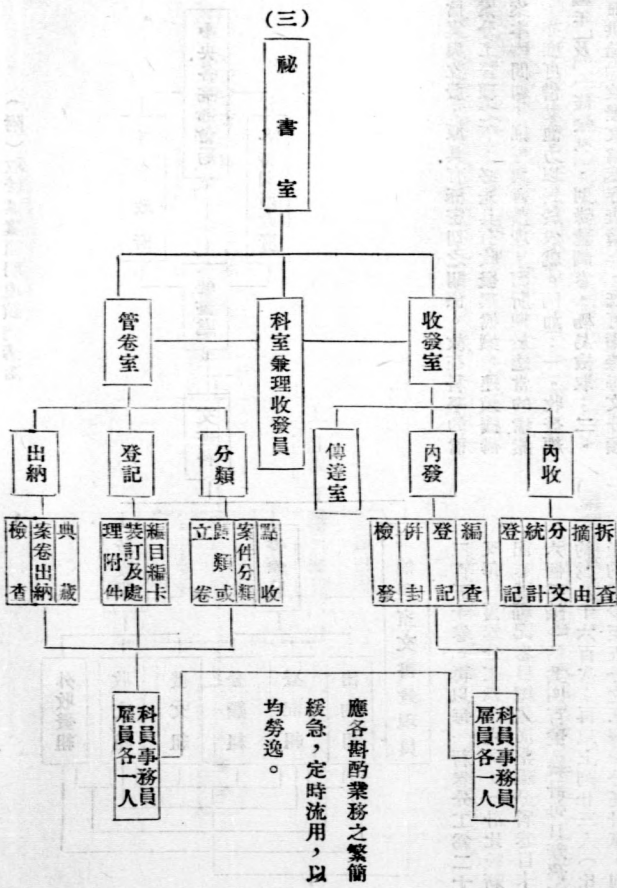 (三)
祕書室
收發室
科室兼理收發員
管卷室
內收
內發
傳達室
分類
登記
出納
拆查
摘由
分文
統計
登記
編查
登記
併封
檢發
點收
案件分類
歸類或
立卷
編目編卡
裝訂及處
理附件
典藏
案卷出納
檢查
科員事務員
雇員各一人
應各斟酌業務之繁簡
緩急，定時流用，以
均勞逸。
科員事務員
雇員各一人